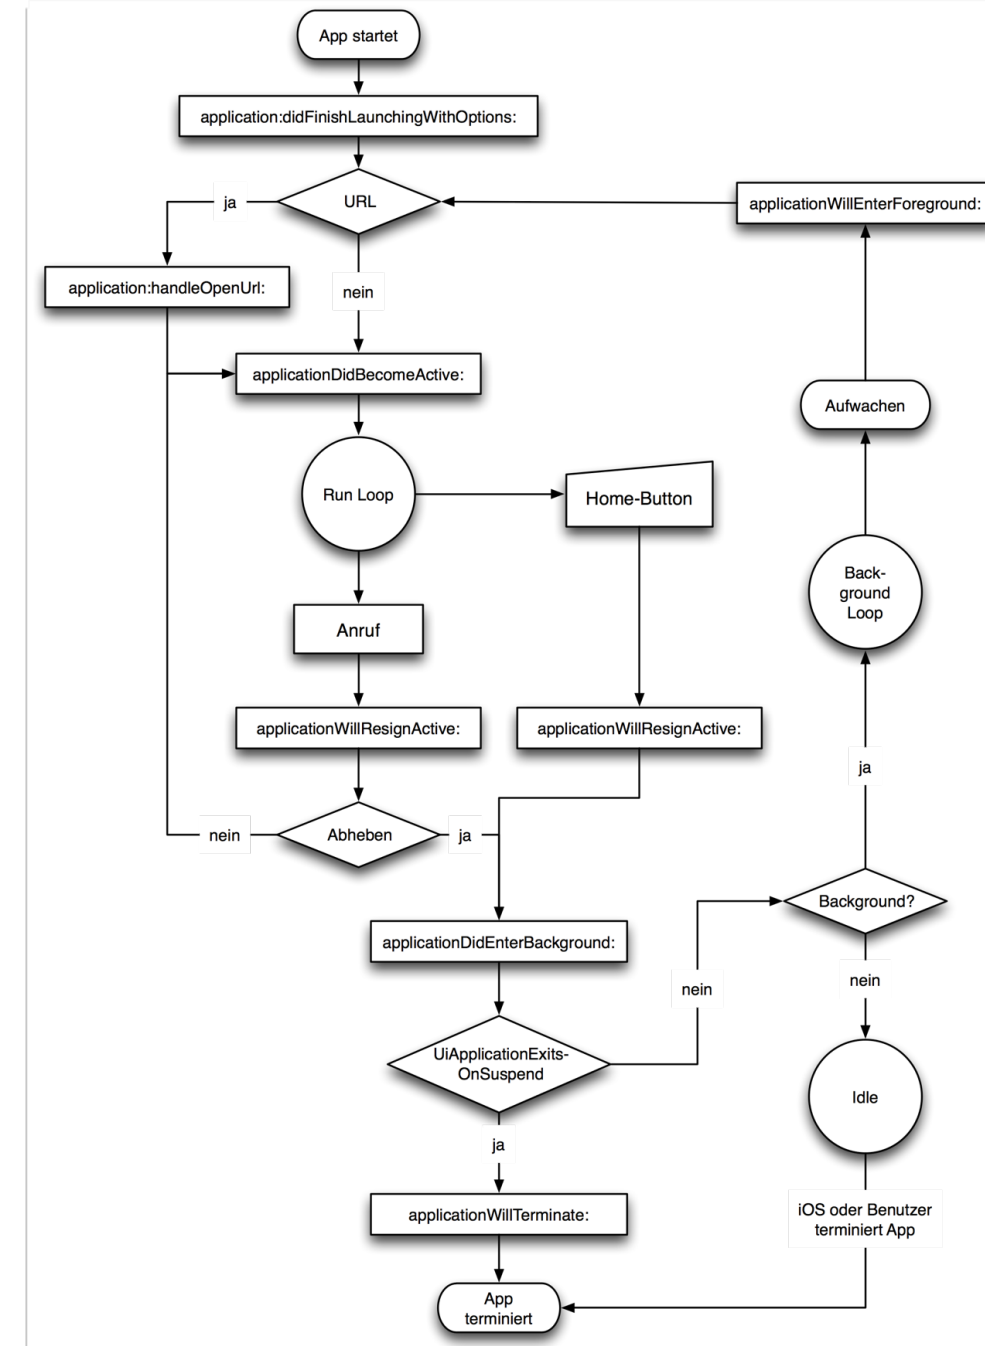 App startet
application:didFinishLaunchingWithOptions:
URL
ja
applicationWillEnterForeground:
application:handleOpenUrl:
nein
applicationDidBecomeActive:
Aufwachen
Run Loop
Home-Button
Back-
ground
Loop
Anruf
applicationWillResignActive:
applicationWillResignActive:
ja
nein
Abheben
ja
Background?
applicationDidEnterBackground:
nein
nein
UiApplicationExits-
OnSuspend
Idle
ja
applicationWillTerminate:
iOS oder Benutzer
terminiert App
App
terminiert